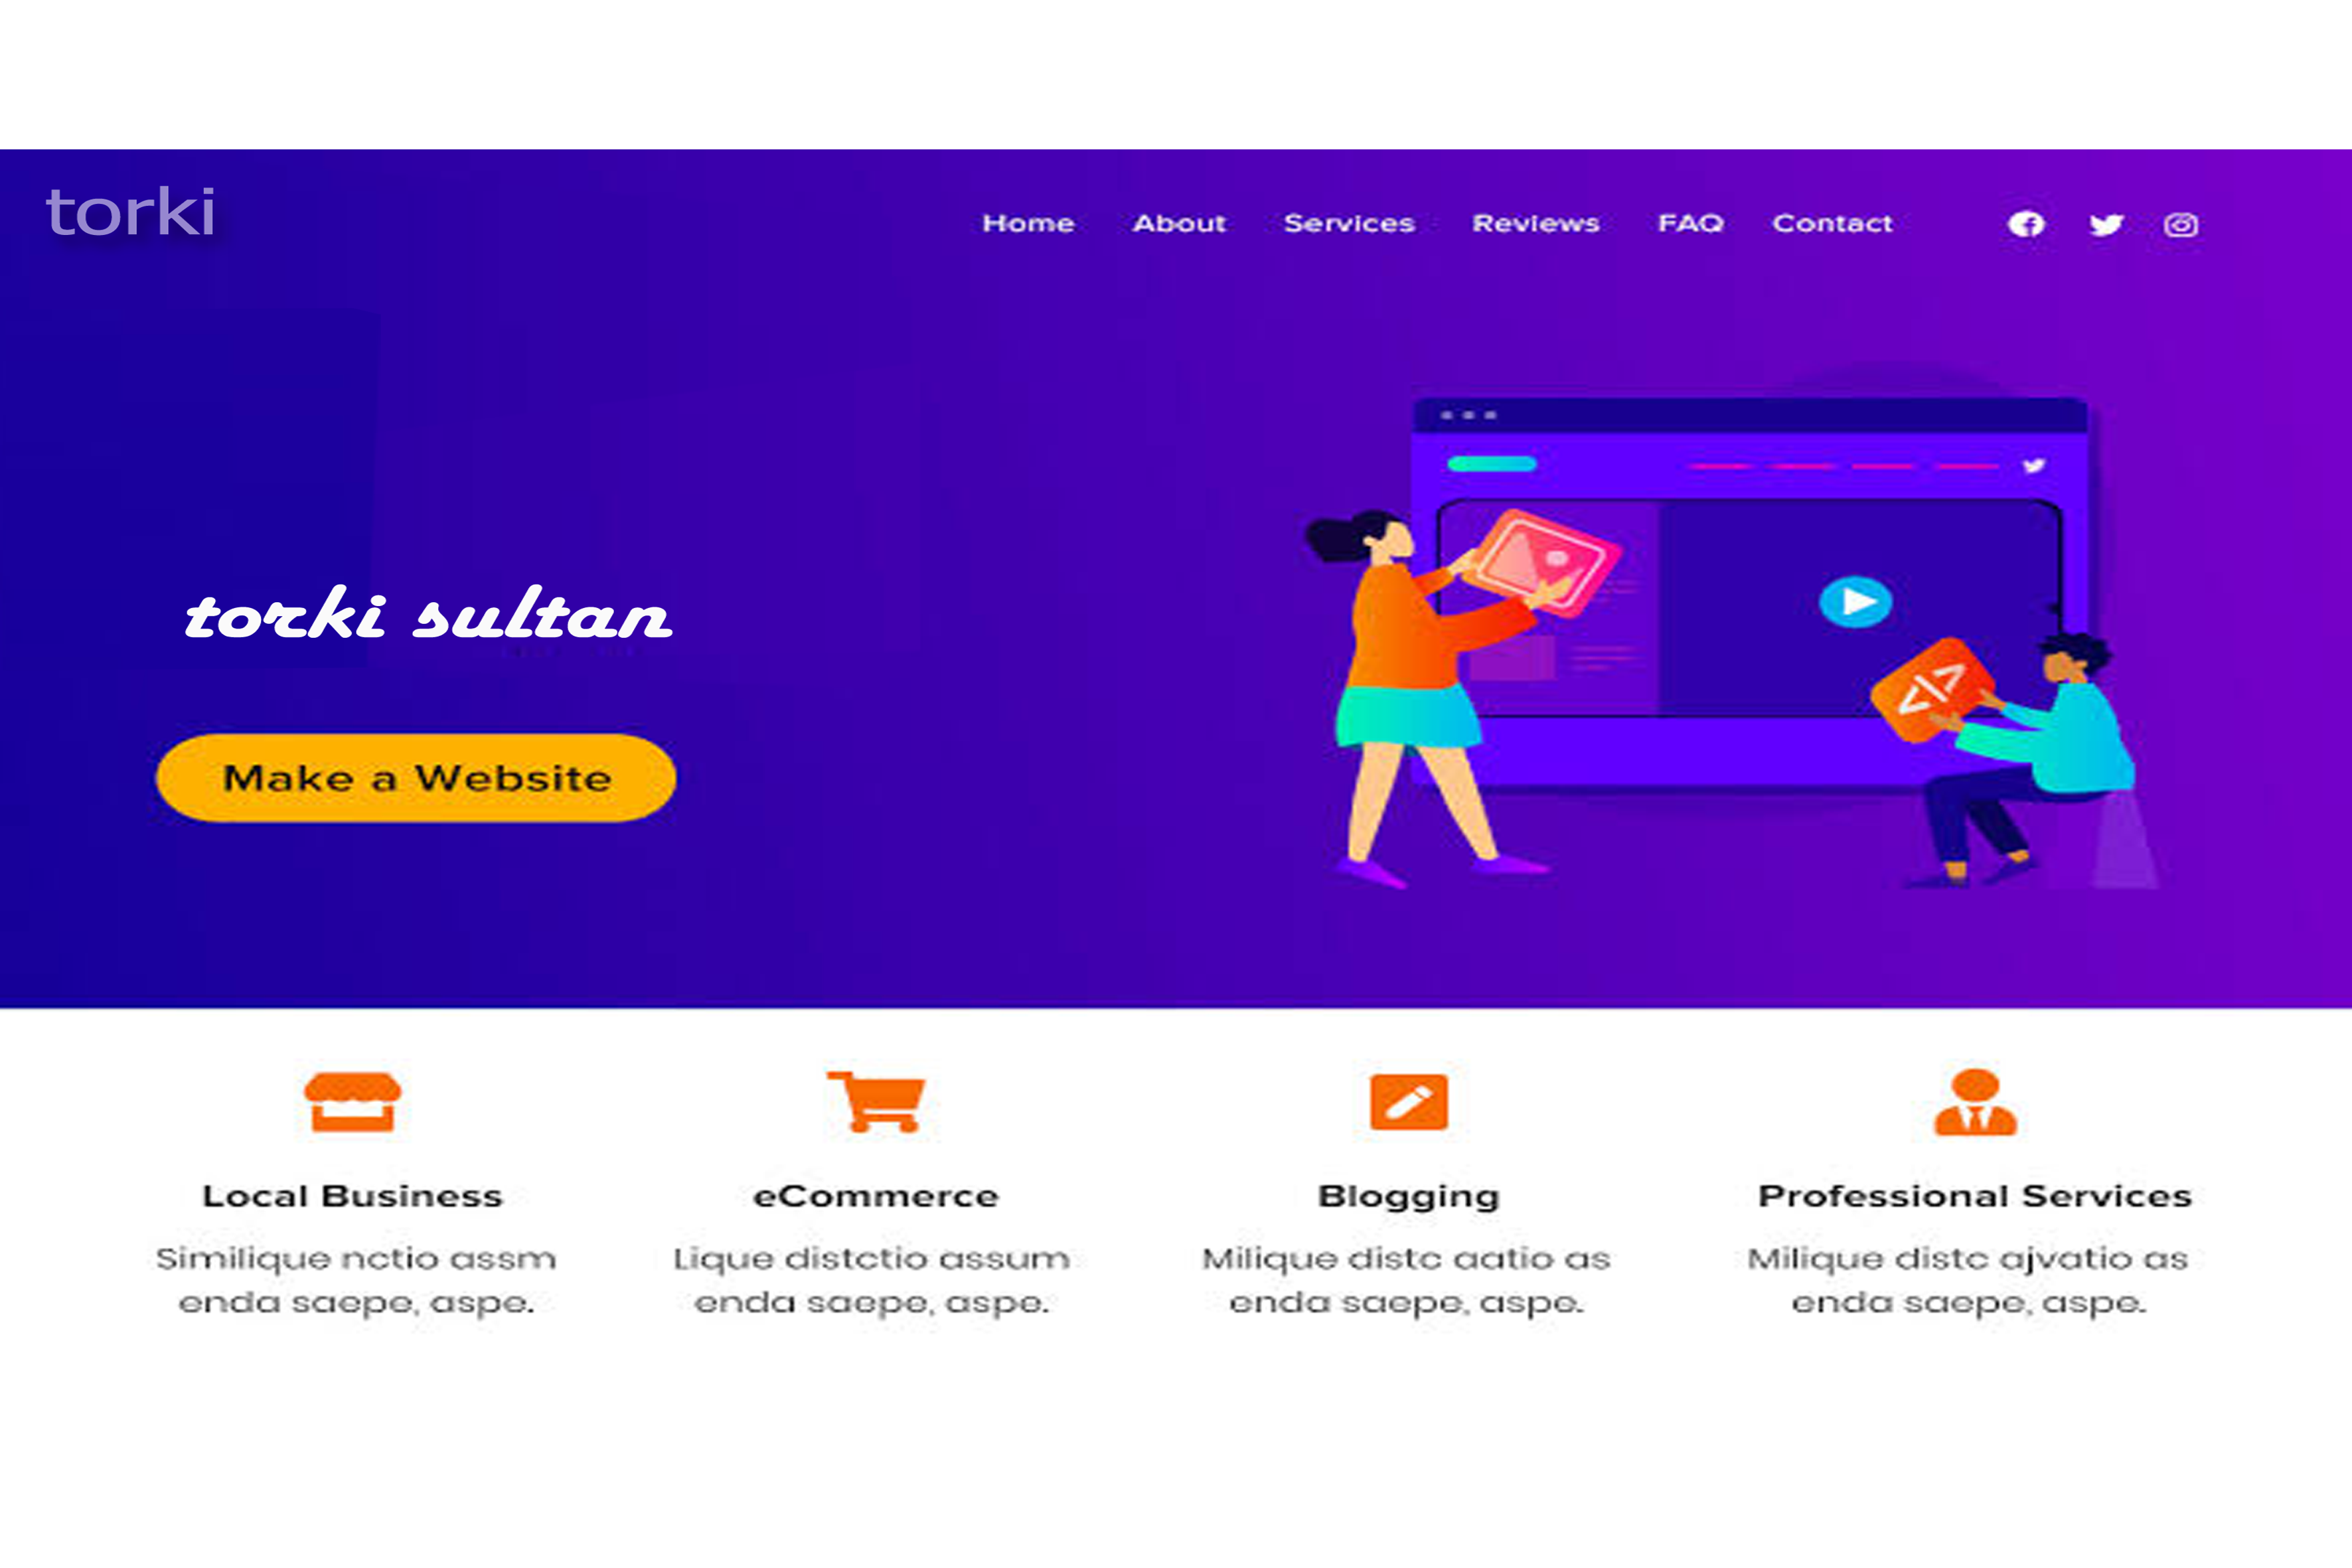 torki
Home About Services Reviews FAQ Contact
torki sultan
Make a Website
Local Business eCommerce Blogging Professional Services
Similique nctio assm Lique distctio assum Milique distc aatio as Milique distc ajvatio as
enda saepe, aspe. enda saepe, aspe. enda saepe, aspe. enda saepe, aspe.